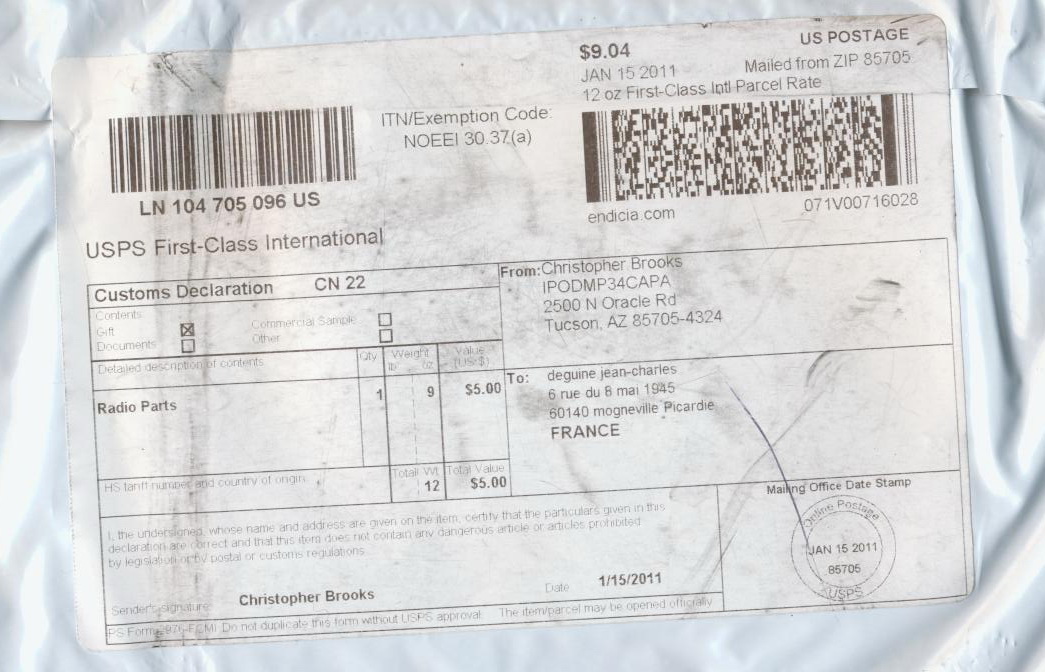 $9.04
US POSTAGE
JAN 15 2011
Mailed from ZIP 85705
12 oz First-Class Intl Parcel Rate
ITN/Exemption Code:
NOEEI 30.37(a)
LN 104 705 096 US
endicia.com
071V00716028
USPS First-Class International
Customs Declaration CN 22
Contents
Gift
Commercial Sample
Documents
Other
Detailed description of contents
Qty
Weight
lb oz
Value
(US $)
Radio Parts
1
9
$5.00
HS tariff number and country of origin
Total Wt
12
Total Value
$5.00
From: Christopher Brooks
IPODMP34CAPA
2500 N Oracle Rd
Tucson, AZ 85705-4324
To: deguine jean-charles
6 rue du 8 mai 1945
60140 mogneville Picardie
FRANCE
I, the undersigned, whose name and address are given on the item, certify that the particulars given in this
declaration are correct and that this item does not contain any dangerous article or articles prohibited
by legislation or by postal or customs regulations
Sender's signature: Christopher Brooks
Date 1/15/2011
PS Form Do not duplicate this form without USPS approval. The item/parcel may be opened officially
Mailing Office Date Stamp
Online Postage
JAN 15 2011
85705
USPS